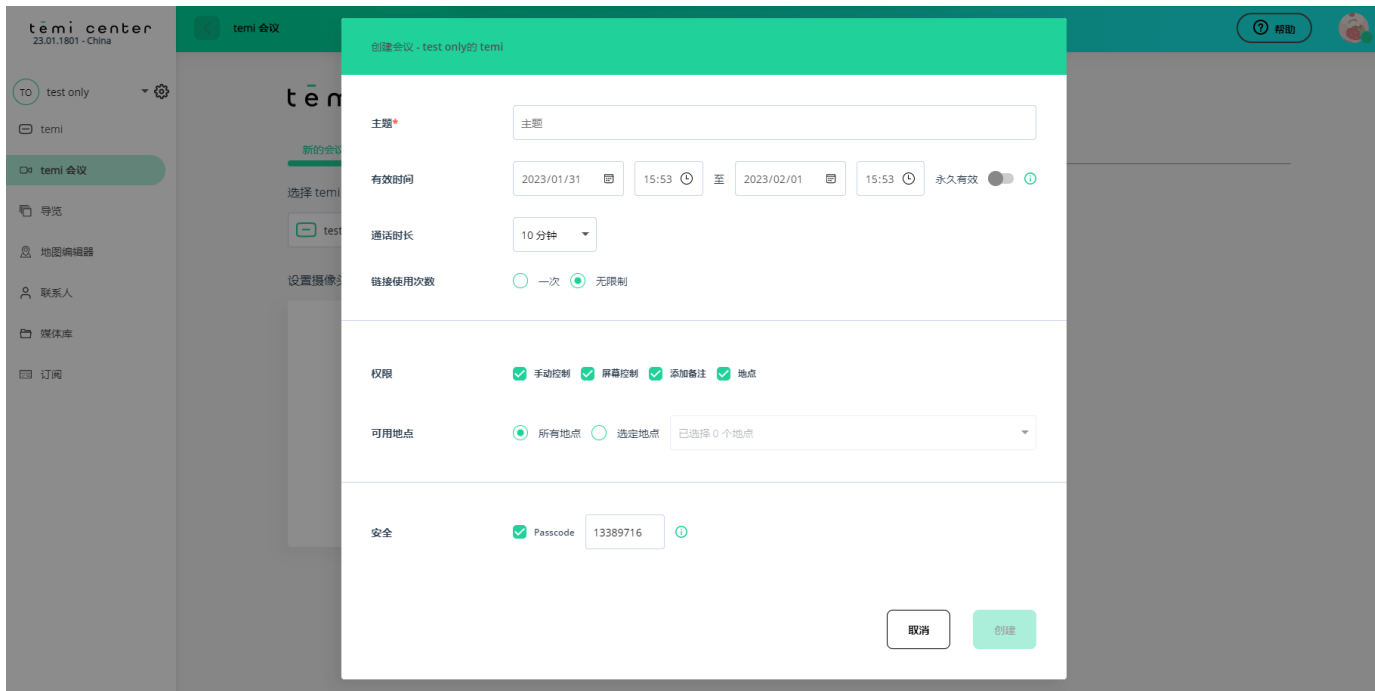 temi center
23.01.1801 - China
temi 会议
帮助
创建会议 - test only的 temi
TO test only
temi
temi 会议
导览
地图编辑器
联系人
媒体库
订阅
tem
新的会议
选择 temi
test
设置摄像头
主题*
主题
有效时间
2023/01/31
15:53
至
2023/02/01
15:53
永久有效
通话时长
10 分钟
链接使用次数
一次
无限制
权限
手动控制
屏幕控制
添加备注
地点
可用地点
所有地点
选定地点
已选择 0 个地点
安全
Passcode
13389716
取消
创建